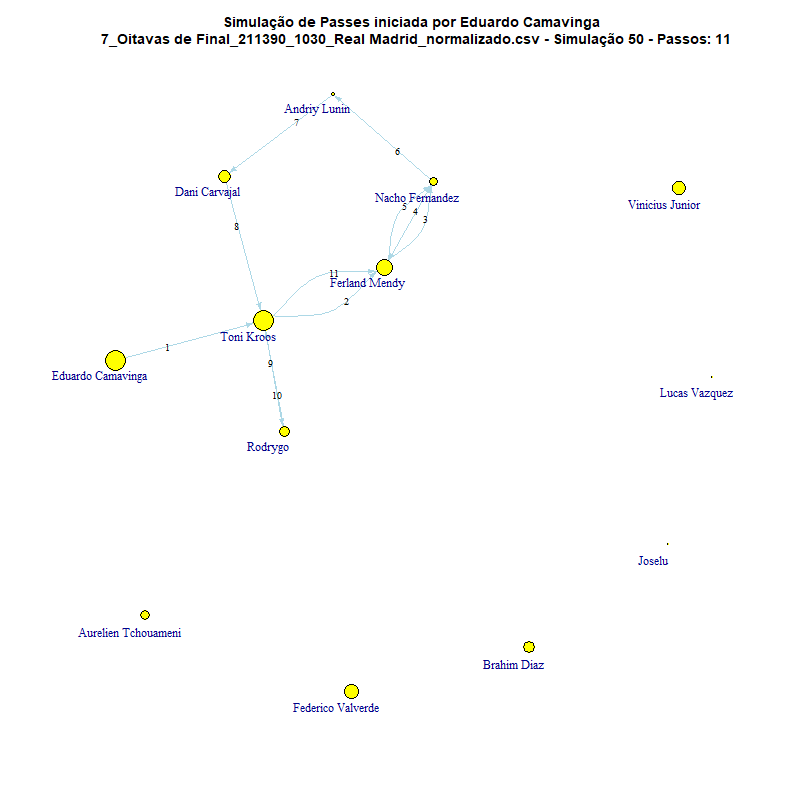 Simulação de Passes iniciada por Eduardo Camavinga
7_Oitavas de Final_211390_1030_Real Madrid_normalizado.csv - Simulação 50 - Passos: 11
Andriy Lunin
7
6
Dani Carvajal
Nacho Fernandez
Vinicius Junior
5
4
3
8
11
Ferland Mendy
2
Toni Kroos
1
Eduardo Camavinga
9
Lucas Vazquez
10
Rodrygo
Joselu
Aurelien Tchouameni
Brahim Diaz
Federico Valverde